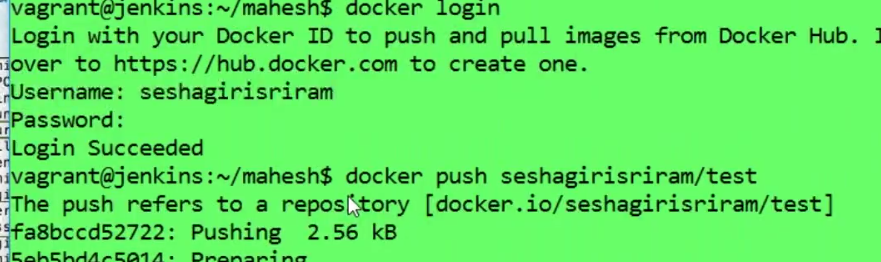 vagrant@jenkins:~/mahesh$ docker login
Login with your Docker ID to push and pull images from Docker Hub.
over to https://hub.docker.com to create one.
Username: seshagirisriram
Password:
Login Succeeded
vagrant@jenkins:~/mahesh$ docker push seshagirisriram/test
The push refers to a repository [docker.io/seshagirisriram/test]
fa8bccd52722: Pushing 2.56 kB
5eb5bd4c5014: Preparing